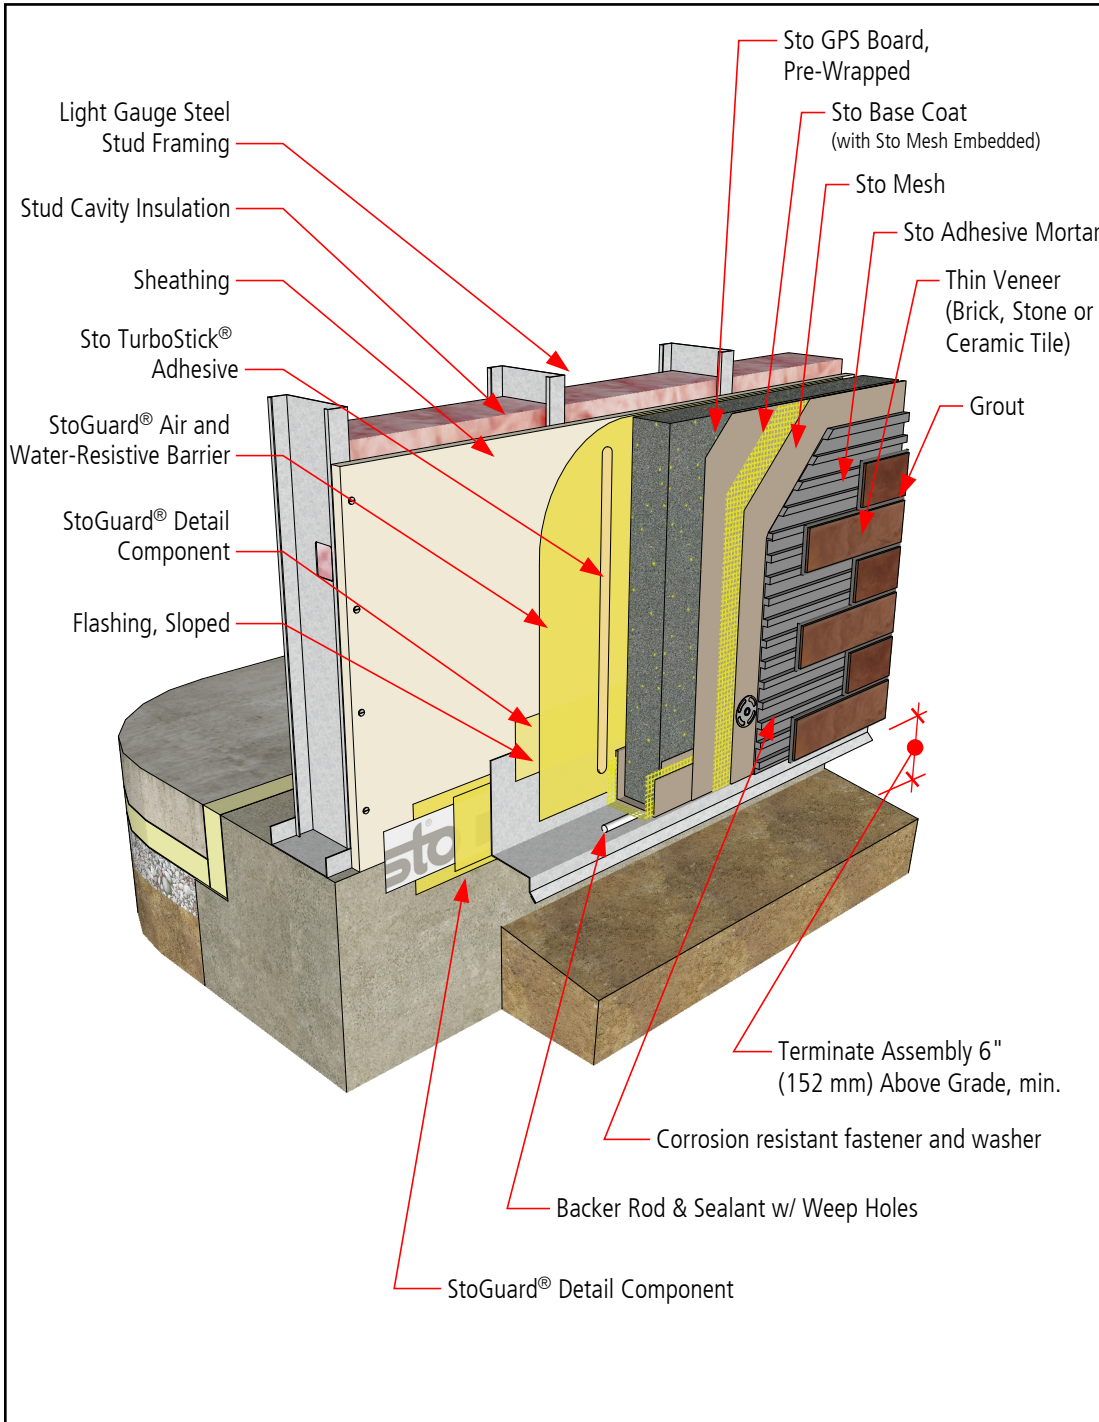 Sto GPS Board,
Pre-Wrapped
Light Gauge Steel
Stud Framing
Sto Base Coat
(with Sto Mesh Embedded)
Sto Mesh
Stud Cavity Insulation
Sto Adhesive Mortar
Sheathing
Thin Veneer
(Brick, Stone or
Ceramic Tile)
Sto TurboStick®
Adhesive
Grout
StoGuard® Air and
Water-Resistive Barrier
StoGuard® Detail
Component
Flashing, Sloped
sto
Terminate Assembly 6"
(152 mm) Above Grade, min.
Corrosion resistant fastener and washer
Backer Rod & Sealant w/ Weep Holes
StoGuard® Detail Component